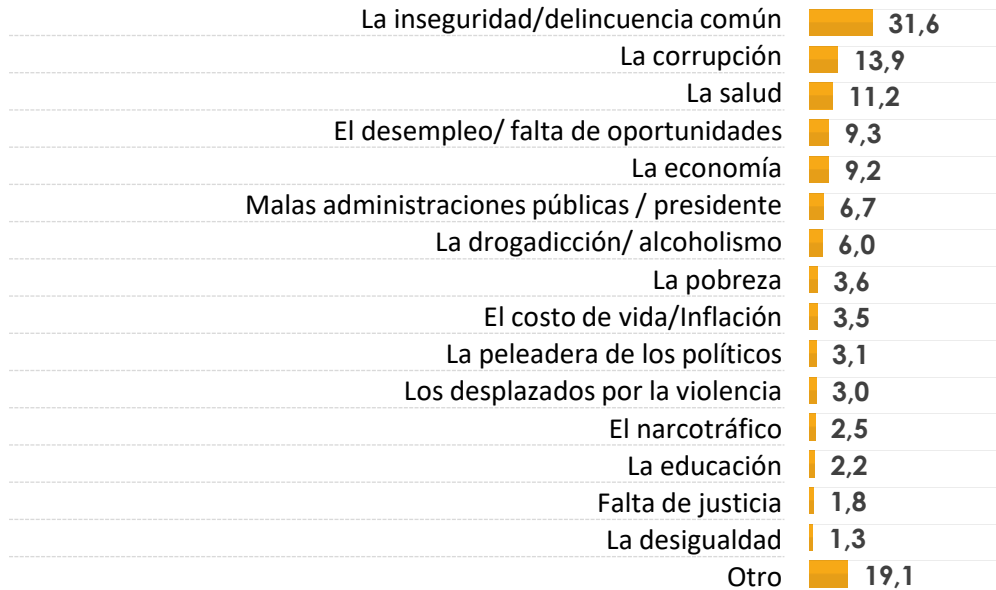 La inseguridad/delincuencia común 31,6
La corrupción 13,9
La salud 11,2
El desempleo/ falta de oportunidades 9,3
La economía 9,2
Malas administraciones públicas / presidente 6,7
La drogadicción/ alcoholismo 6,0
La pobreza 3,6
El costo de vida/Inflación 3,5
La peleadera de los políticos 3,1
Los desplazados por la violencia 3,0
El narcotráfico 2,5
La educación 2,2
Falta de justicia 1,8
La desigualdad 1,3
Otro 19,1